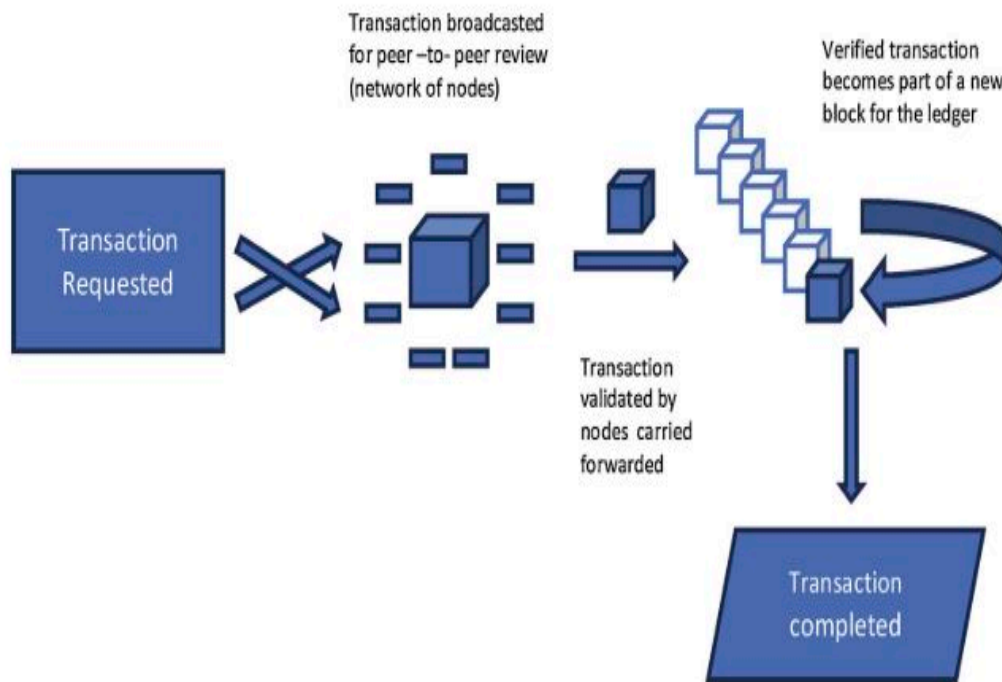 Transaction broadcasted
for peer –to- peer review
(network of nodes)
Verified transaction
becomes part of a new
block for the ledger
Transaction
Requested
Transaction
validated by
nodes carried
forwarded
Transaction
completed